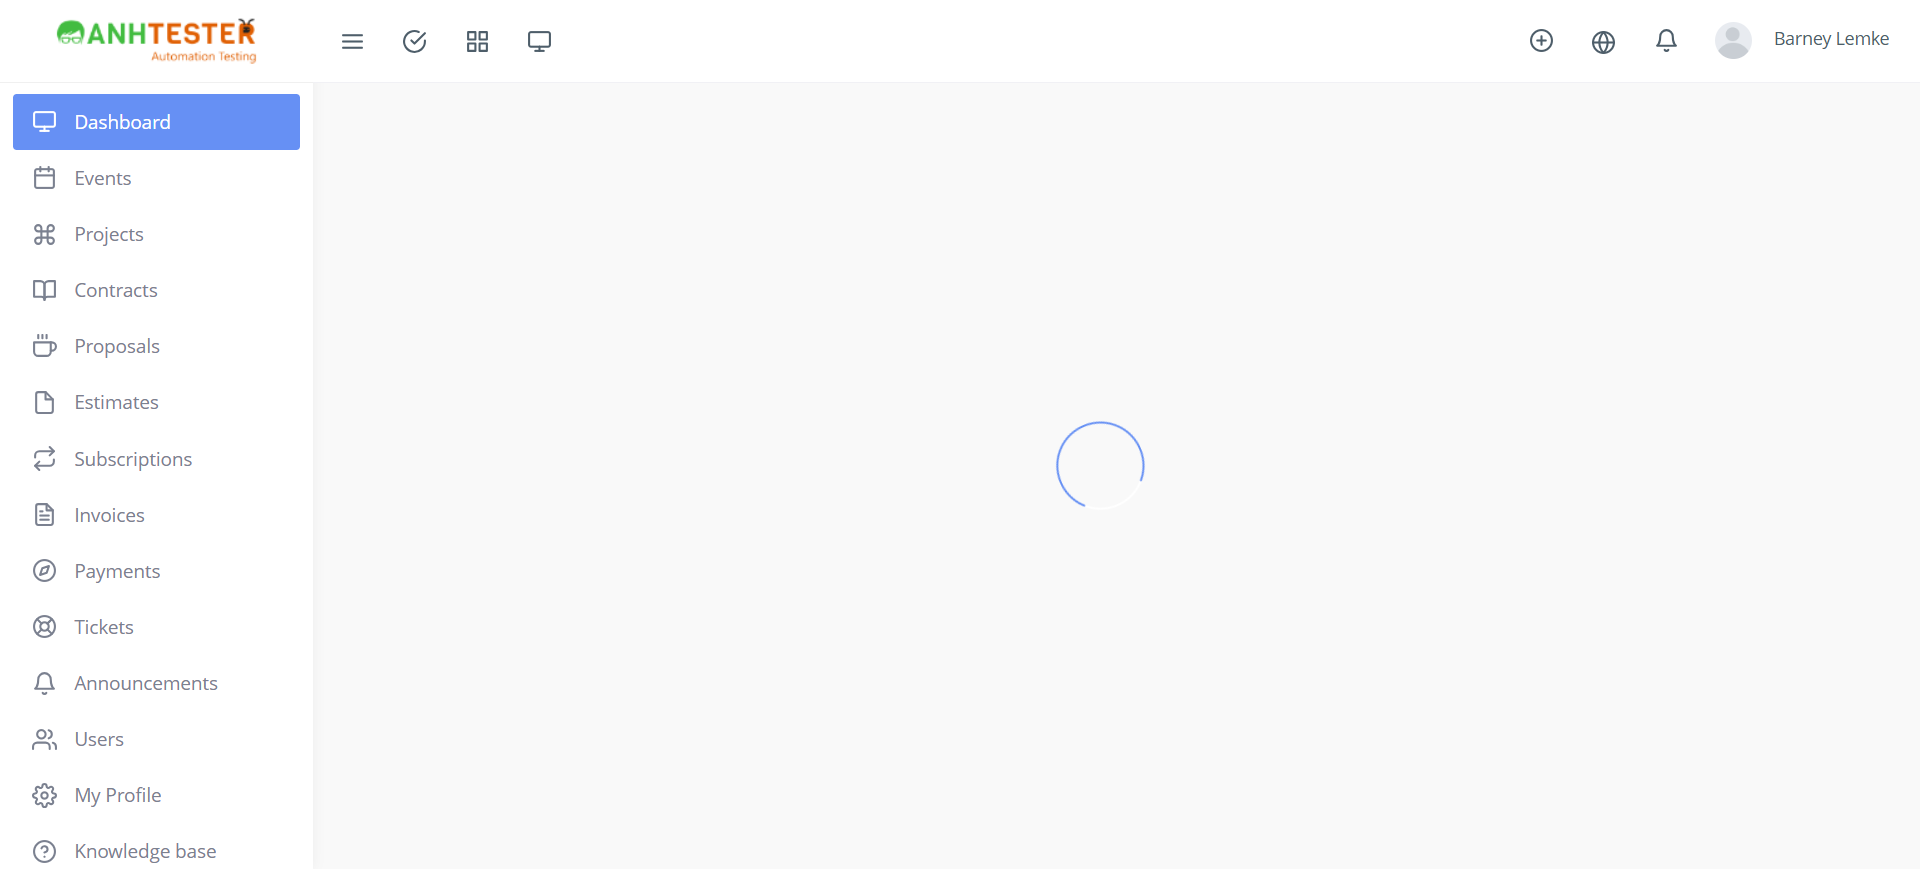 ANHTESTER
Automation Testing
Barney Lemke
Dashboard
Events
Projects
Contracts
Proposals
Estimates
Subscriptions
Invoices
Payments
Tickets
Announcements
Users
My Profile
Knowledge base